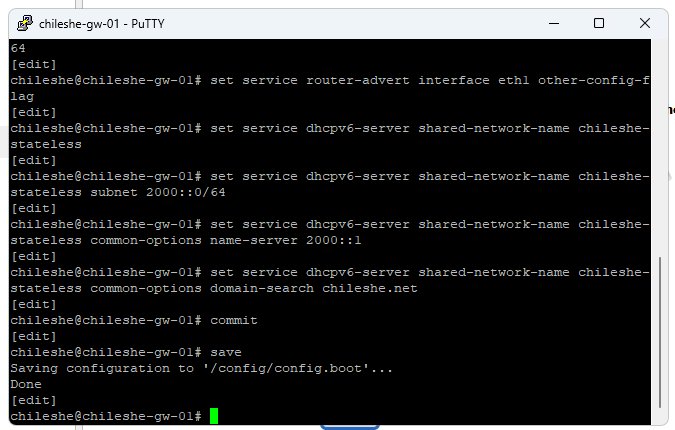 chileshe-gw-01 - PuTTY
64
[edit]
chileshe@chileshe-gw-01# set service router-advert interface eth1 other-config-f
lag
[edit]
chileshe@chileshe-gw-01# set service dhcpv6-server shared-network-name chileshe-
stateless
[edit]
chileshe@chileshe-gw-01# set service dhcpv6-server shared-network-name chileshe-
stateless subnet 2000::0/64
[edit]
chileshe@chileshe-gw-01# set service dhcpv6-server shared-network-name chileshe-
stateless common-options name-server 2000::1
[edit]
chileshe@chileshe-gw-01# set service dhcpv6-server shared-network-name chileshe-
stateless common-options domain-search chileshe.net
[edit]
chileshe@chileshe-gw-01# commit
[edit]
chileshe@chileshe-gw-01# save
Saving configuration to '/config/config.boot'...
Done
[edit]
chileshe@chileshe-gw-01#